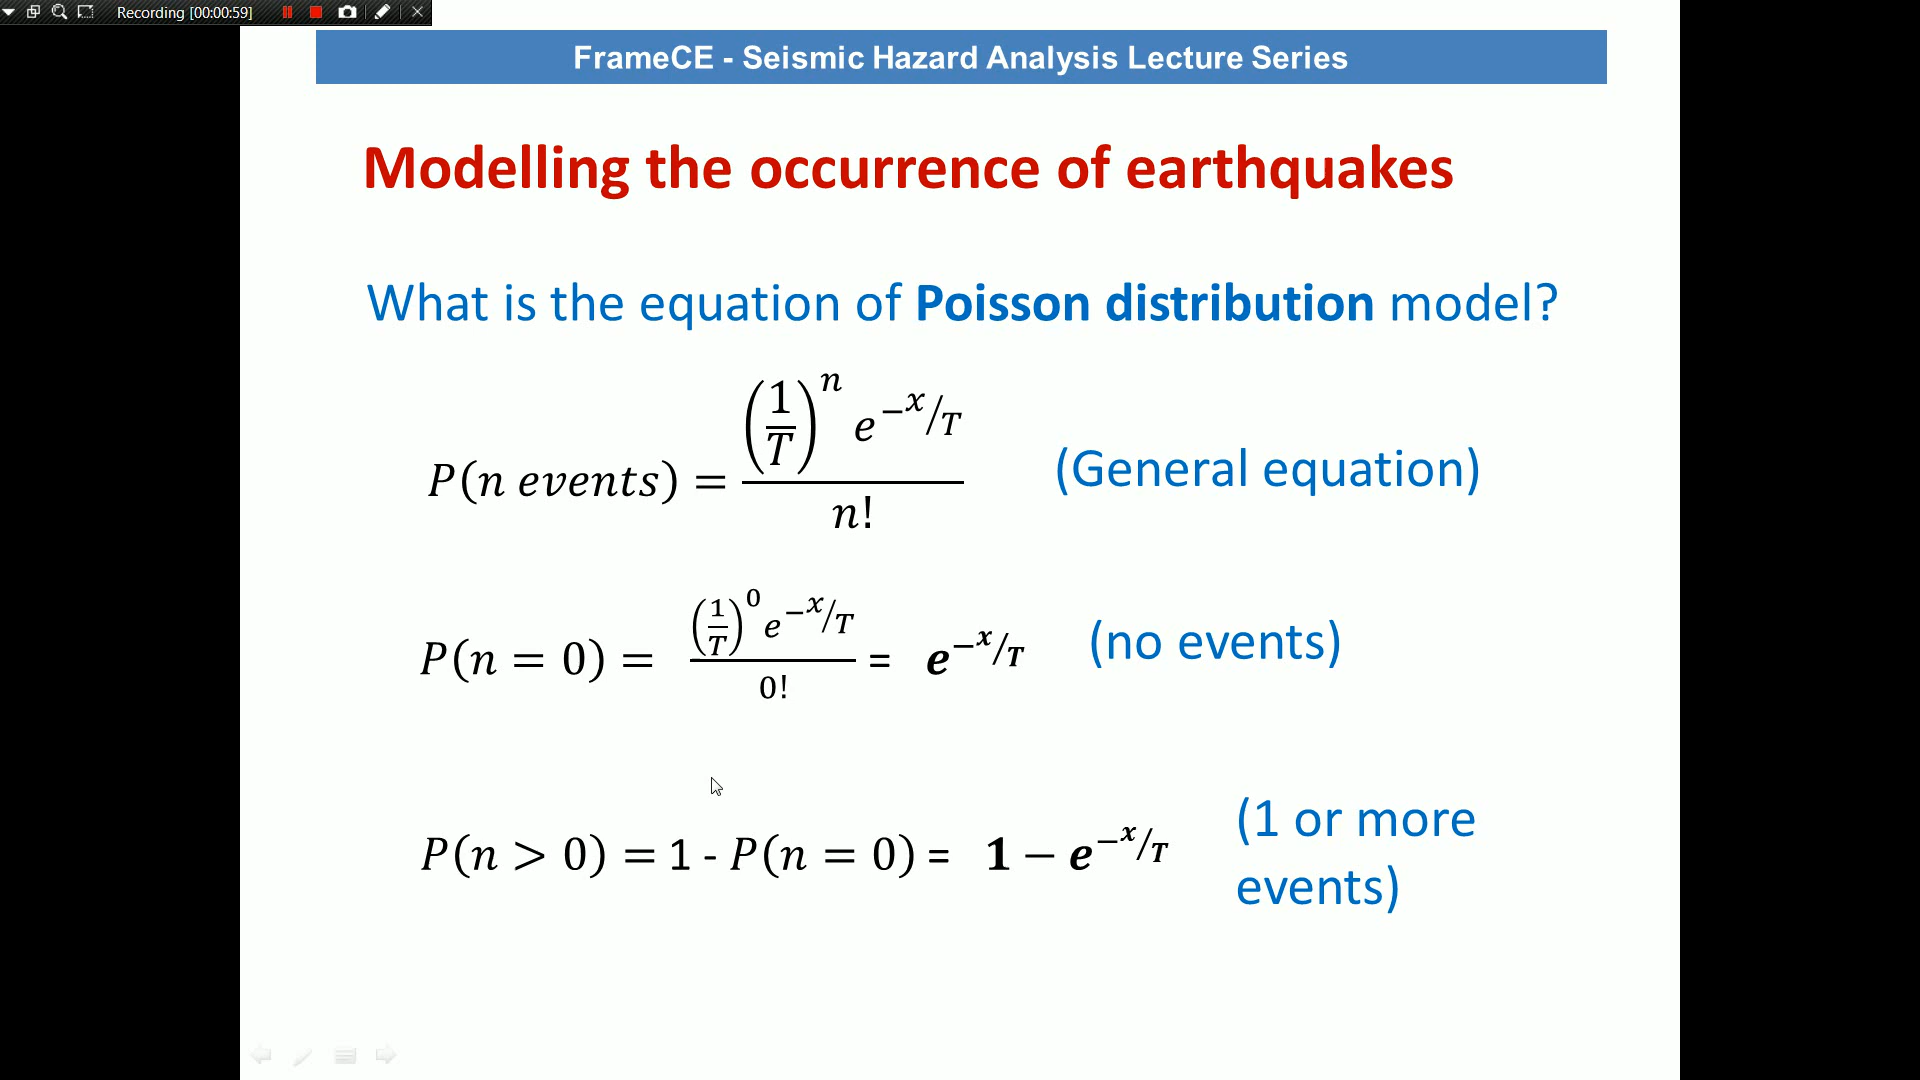 Recording [00:00:59]
FrameCE - Seismic Hazard Analysis Lecture Series
Modelling the occurrence of earthquakes
What is the equation of Poisson distribution model?
P(n events) = (1/T)^n e^(−x/T) / n! (General equation)
P(n = 0) = (1/T)^0 e^(−x/T) / 0! = e^(−x/T) (no events)
P(n > 0) = 1 - P(n = 0) = 1 − e^(−x/T) (1 or more
events)